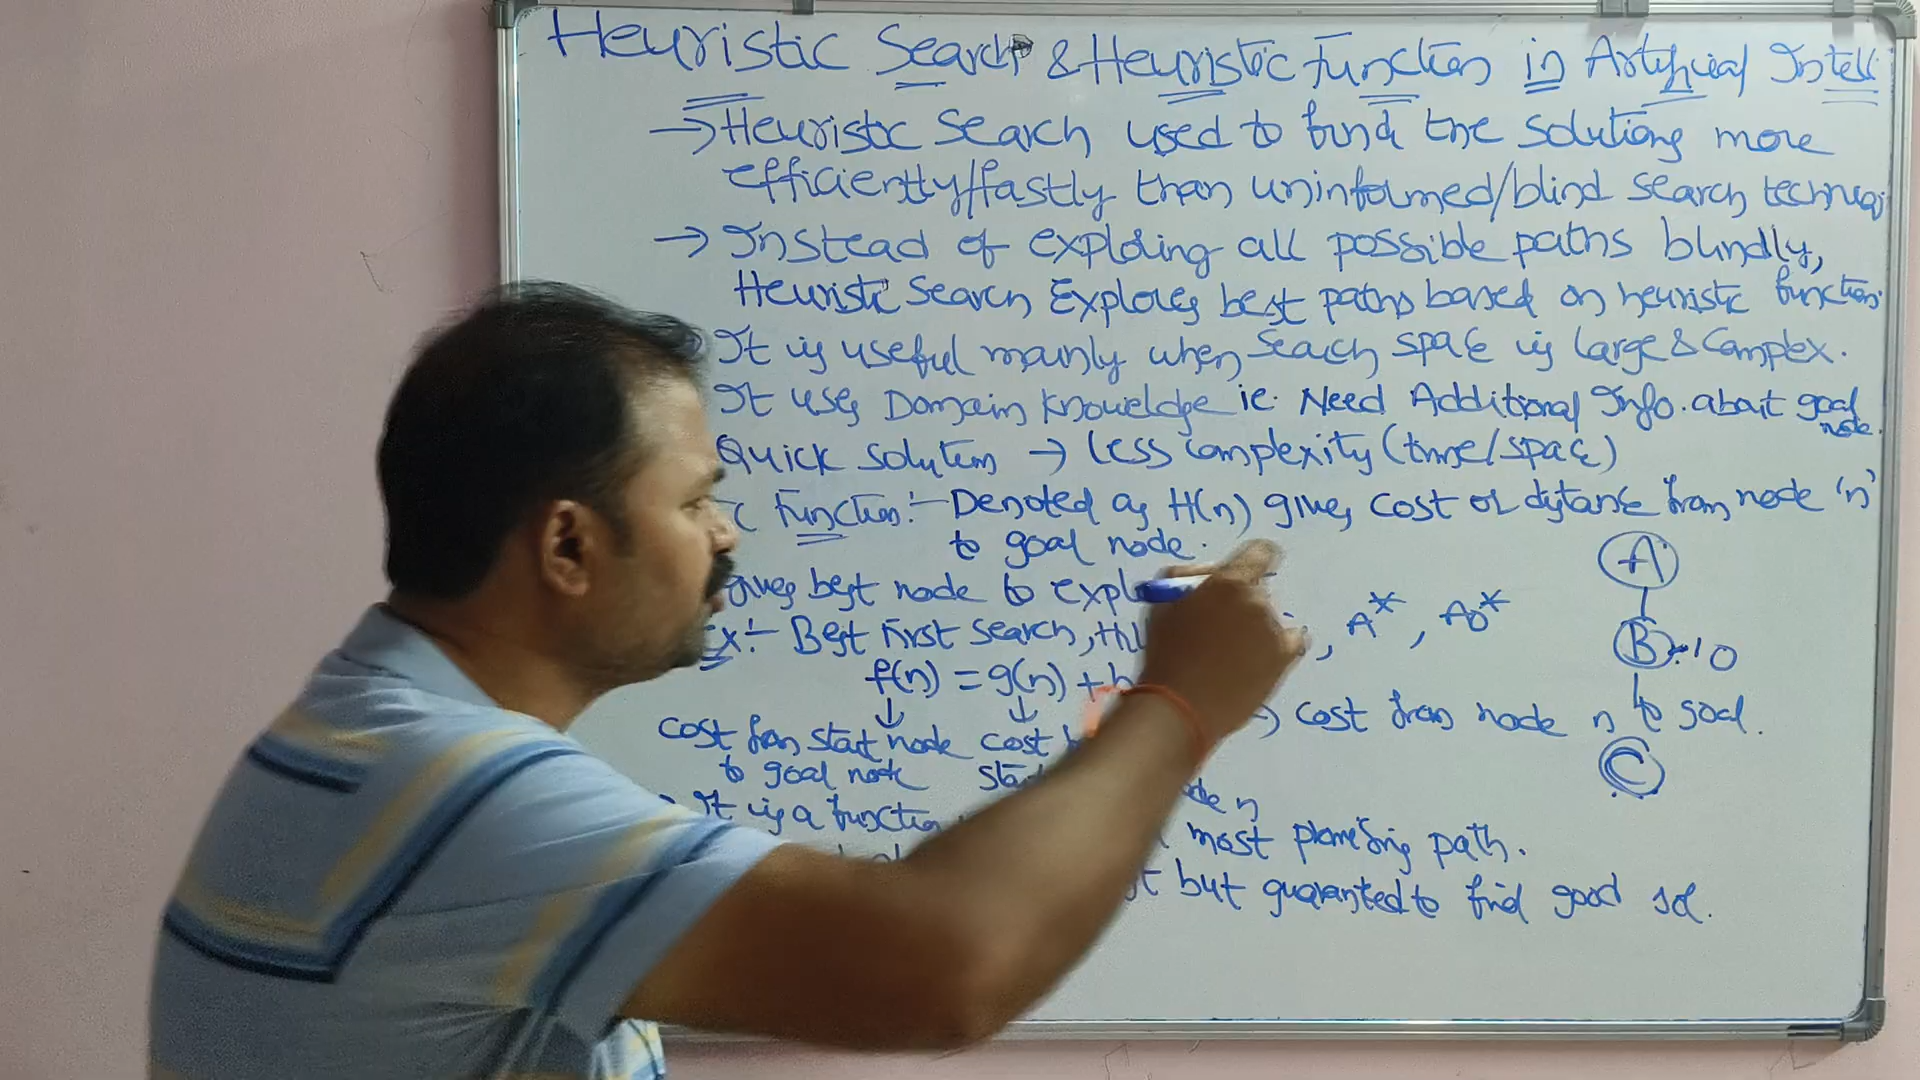 Heuristic Search & Heuristic Function in Artificial Intell
→ Heuristic Search used to find the solutions more
efficiently/fastly than uninformed/blind search
→ Instead of exploring all possible paths blindly,
Heuristic Search Explores best paths based on heuristic function.
It is useful mainly when search space is large & Complex.
It uses Domain Knowledge ie. Need Additional Info. about goal
node.
Quick solution → less complexity (time/space)
c Function:- Denoted as H(n) gives cost or distance from node 'n'
to goal node.
gives best node to expl
Ex:- Best First Search, , A*, AO*
f(n) = g(n) + h
cost from start node cost → cost from node n to goal.
to goal node sta de n
→ It is a function most promising path.
but guaranted to find good sol.
A
B 10
C